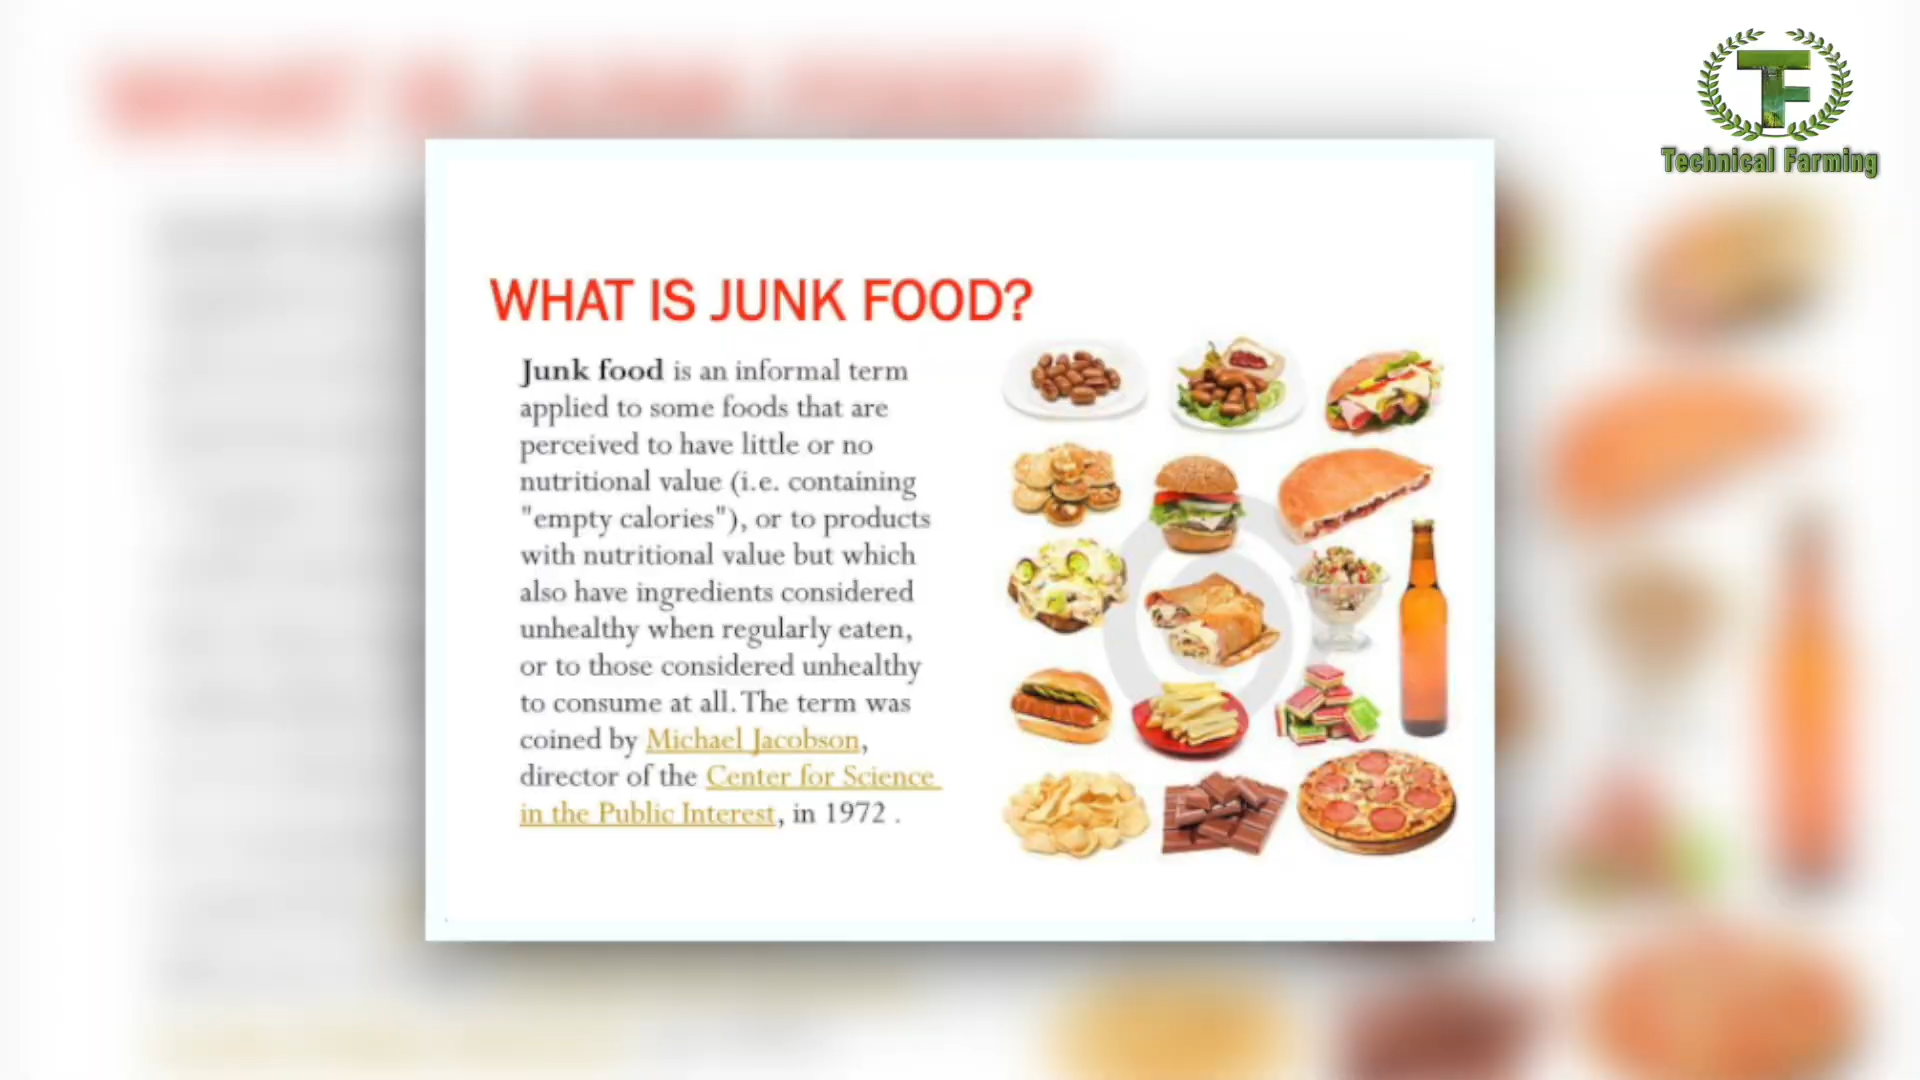 TF
Technical Farming
WHAT IS JUNK FOOD?
Junk food is an informal term
applied to some foods that are
perceived to have little or no
nutritional value (i.e. containing
"empty calories"), or to products
with nutritional value but which
also have ingredients considered
unhealthy when regularly eaten,
or to those considered unhealthy
to consume at all. The term was
coined by Michael Jacobson,
director of the Center for Science
in the Public Interest, in 1972 .